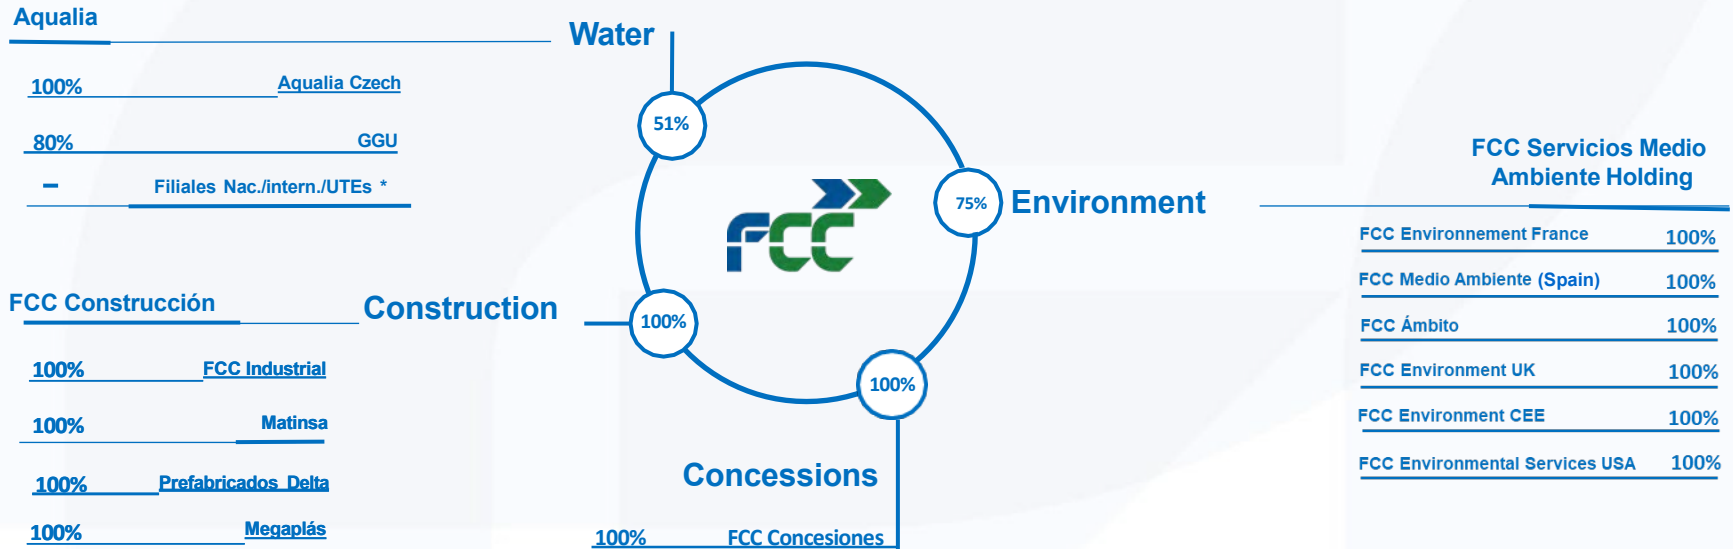 Aqualia
Water
100% Aqualia Czech
80% GGU
– Filiales Nac./intern./UTEs *
51%
FCC
75%
Environment
FCC Servicios Medio
Ambiente Holding
FCC Environnement France 100%
FCC Medio Ambiente (Spain) 100%
FCC Ámbito 100%
FCC Environment UK 100%
FCC Environment CEE 100%
FCC Environmental Services USA 100%
FCC Construcción
Construction
100%
100% FCC Industrial
100% Matinsa
100% Prefabricados Delta
100% Megaplás
100%
Concessions
100% FCC Concesiones